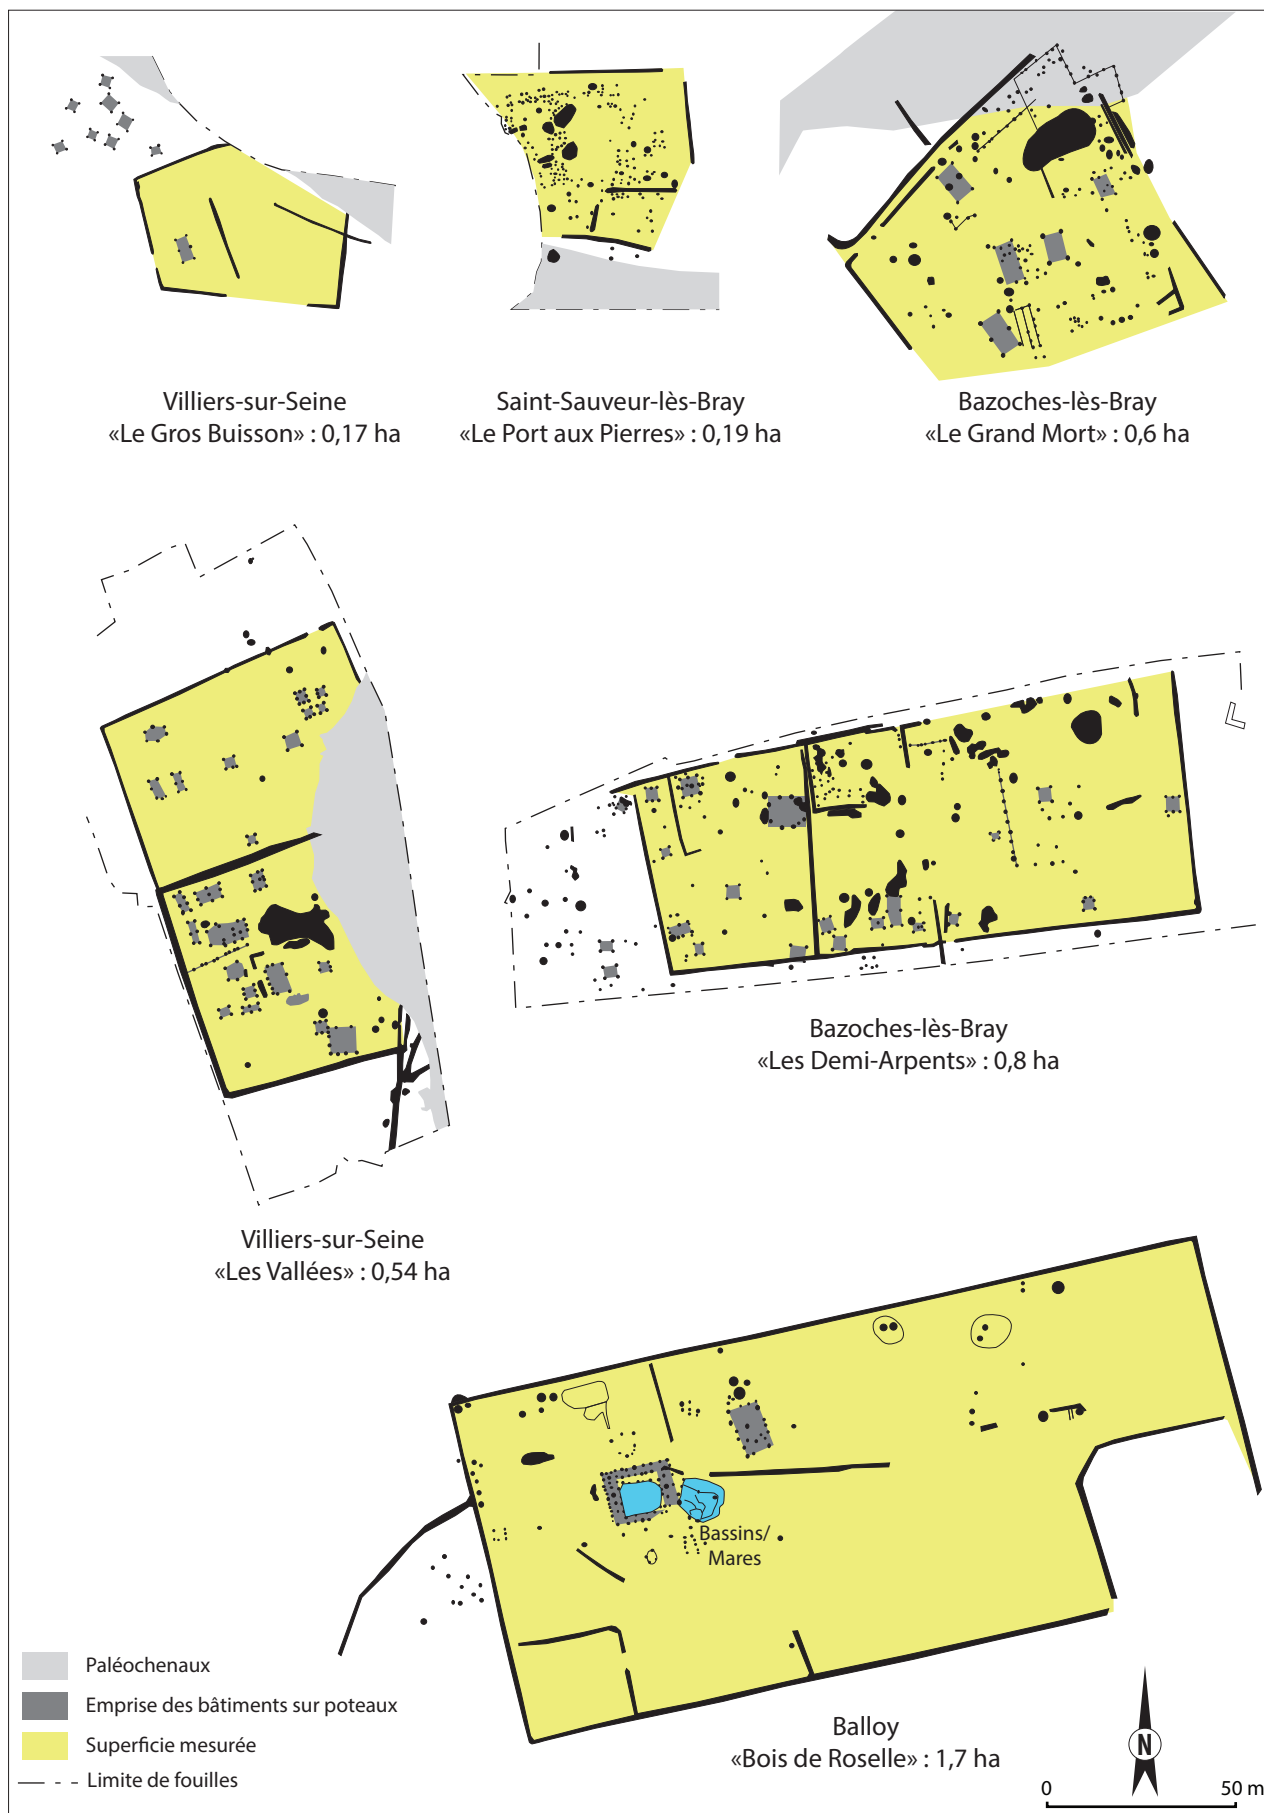 Villiers-sur-Seine
«Le Gros Buisson» : 0,17 ha
Saint-Sauveur-lès-Bray
«Le Port aux Pierres» : 0,19 ha
Bazoches-lès-Bray
«Le Grand Mort» : 0,6 ha
Bazoches-lès-Bray
«Les Demi-Arpents» : 0,8 ha
Villiers-sur-Seine
«Les Vallées» : 0,54 ha
Bassins/
Mares
Paléochenaux
Emprise des bâtiments sur poteaux
Superficie mesurée
Limite de fouilles
Balloy
«Bois de Roselle» : 1,7 ha
N
0 50 m